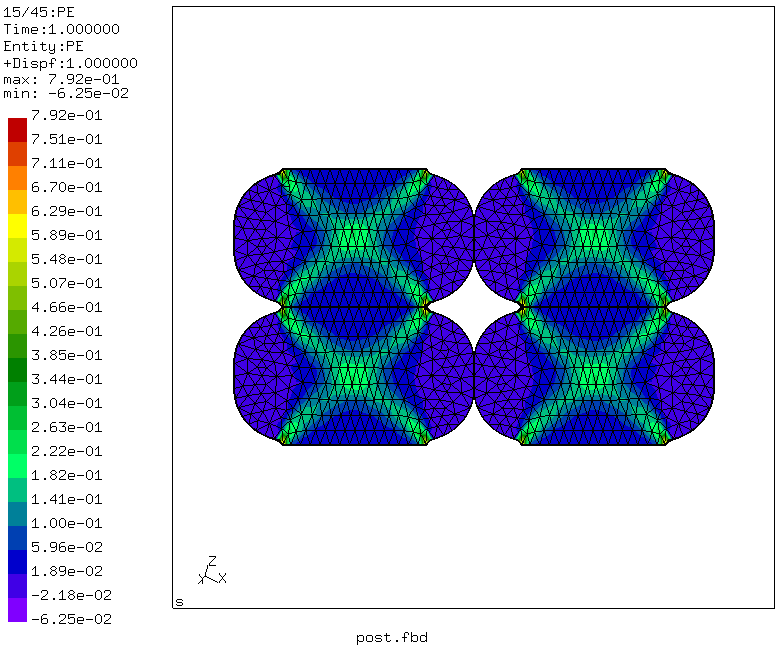 15/45:PE
Time:1.000000
Entity:PE
+Dispf:1.000000
max: 7.92e-01
min: -6.25e-02
7.92e-01
7.51e-01
7.11e-01
6.70e-01
6.29e-01
5.89e-01
5.48e-01
5.07e-01
4.66e-01
4.26e-01
3.85e-01
3.44e-01
3.04e-01
2.63e-01
2.22e-01
1.82e-01
1.41e-01
1.00e-01
5.96e-02
1.89e-02
-2.18e-02
-6.25e-02
Z
Y X
s
post.fbd